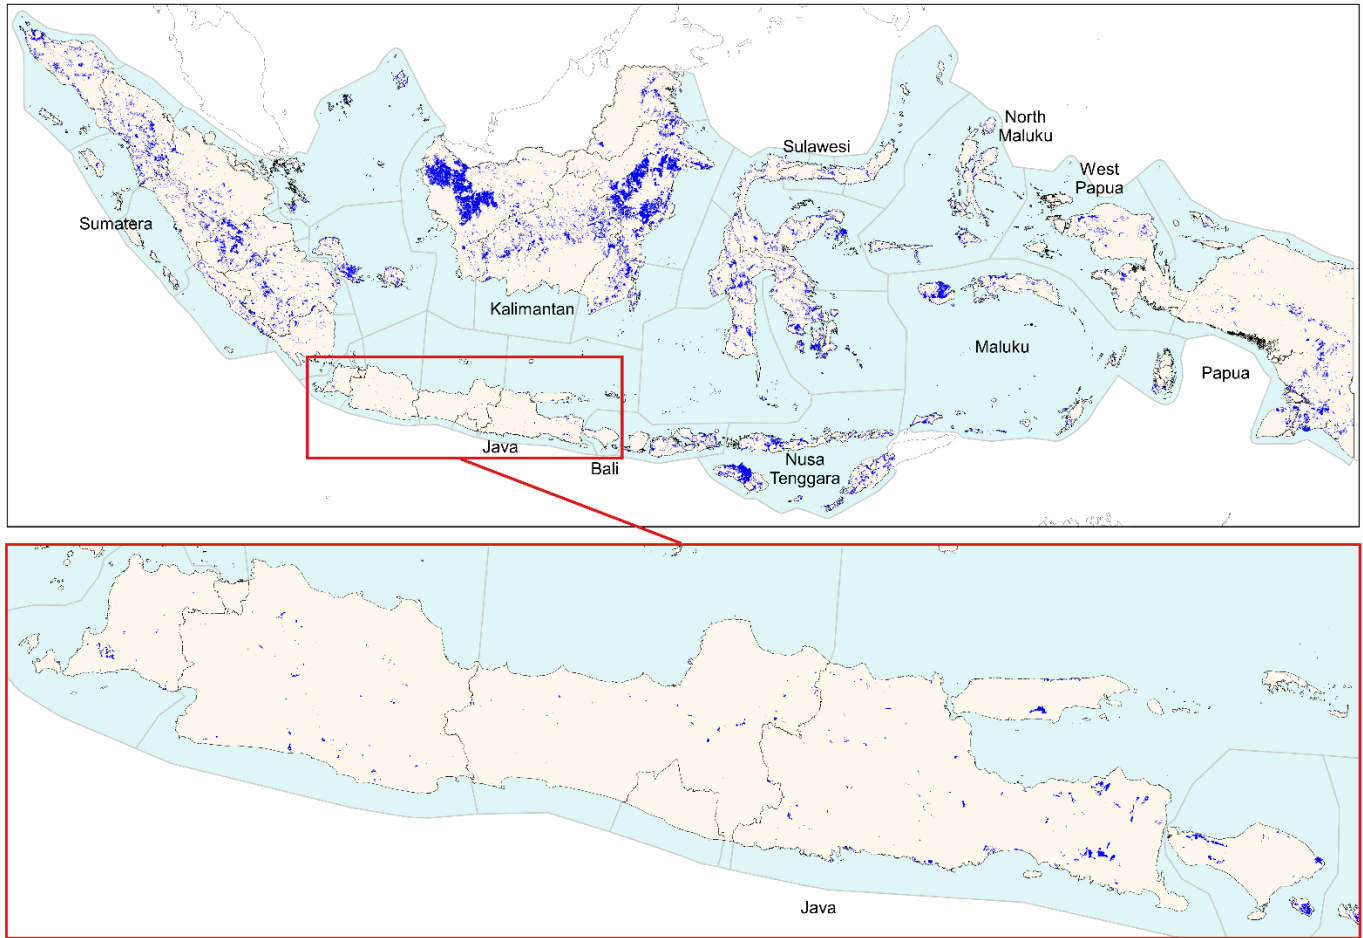 North
Maluku
Sulawesi
West
Papua
Sumatera
Kalimantan
Maluku
Papua
Java
Bali
Nusa
Tenggara
Java